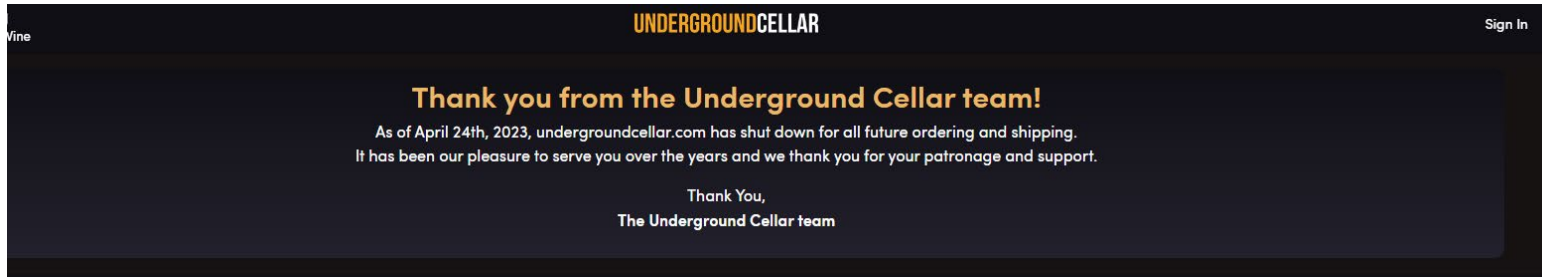 Wine
UNDERGROUNDCELLAR
Sign In
Thank you from the Underground Cellar team!
As of April 24th, 2023, undergroundcellar.com has shut down for all future ordering and shipping.
It has been our pleasure to serve you over the years and we thank you for your patronage and support.
Thank You,
The Underground Cellar team